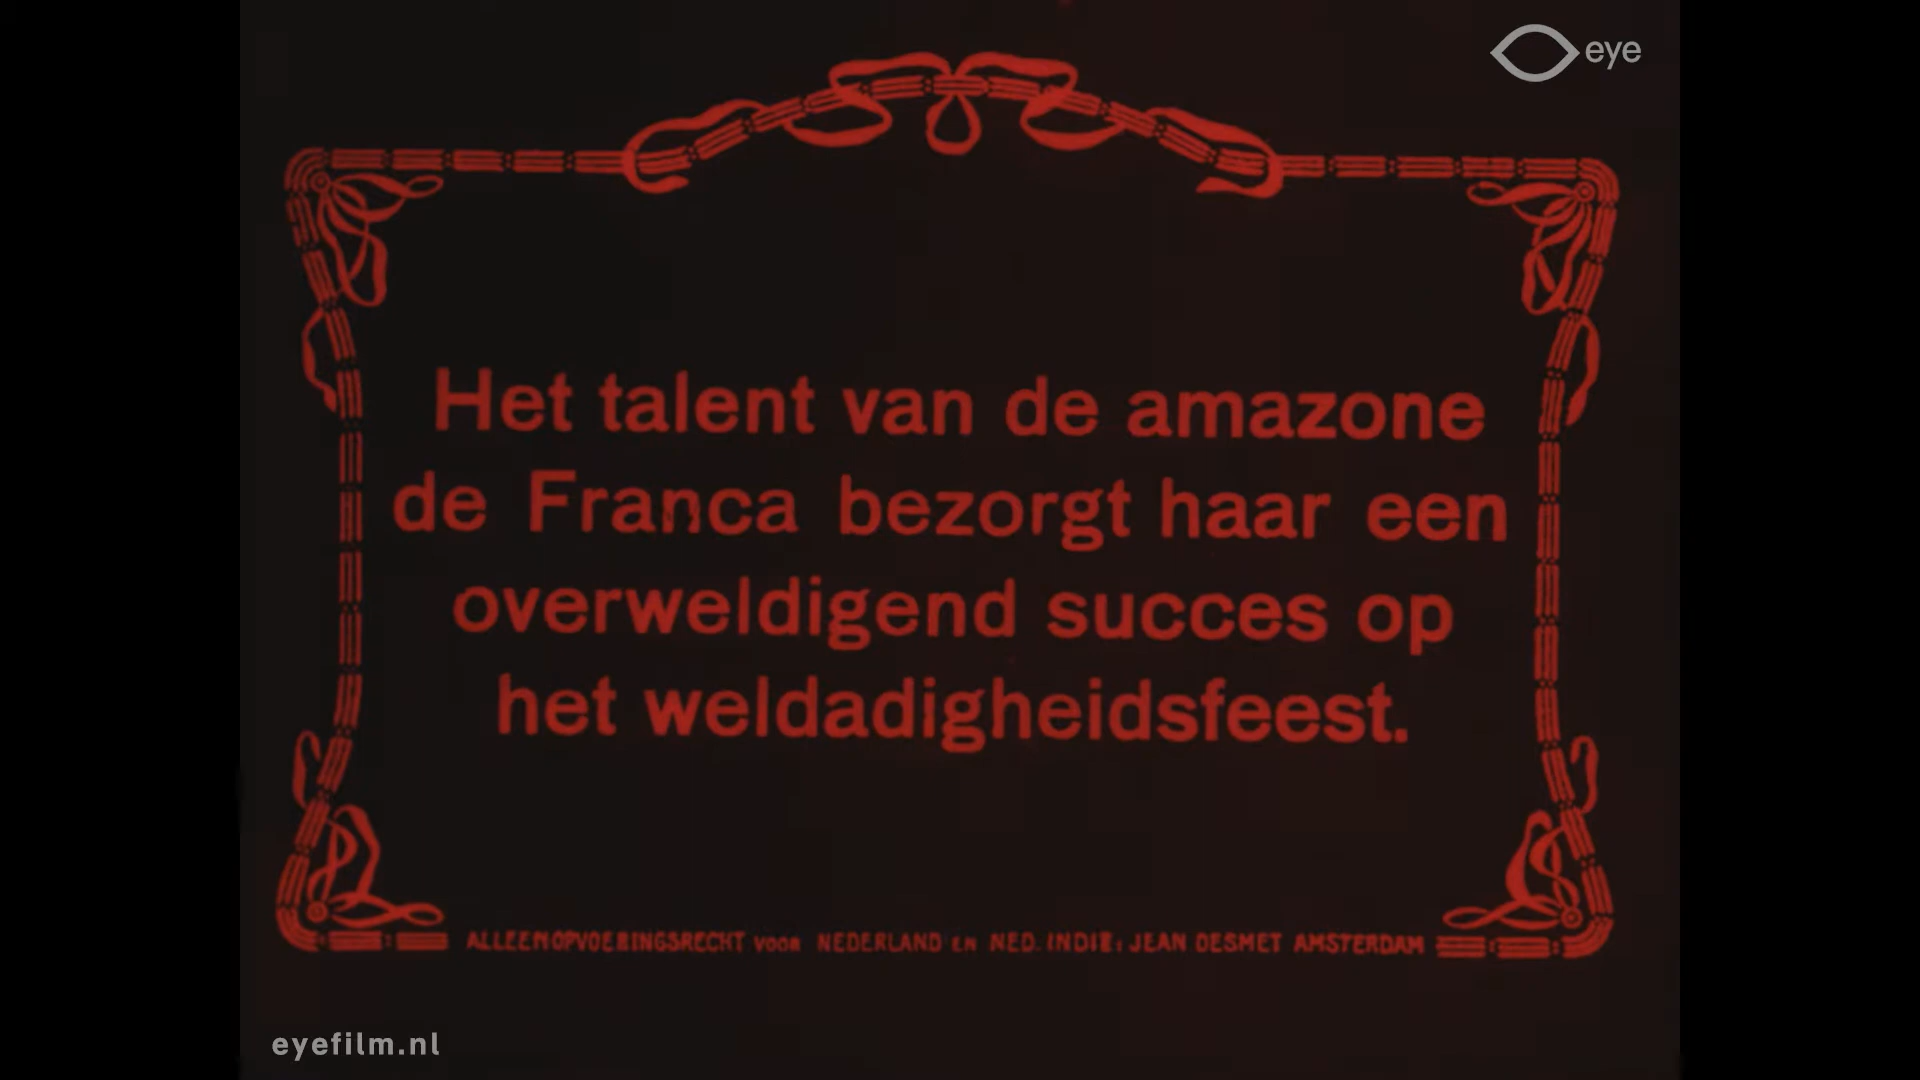 eye
Het talent van de amazone
de Franca bezorgt haar een
overweldigend succes op
het weldadigheidsfeest.
ALLEENOPVOERINGSRECHT voor NEDERLAND en NED. INDIE: JEAN DESMET AMSTERDAM
eyefilm.nl